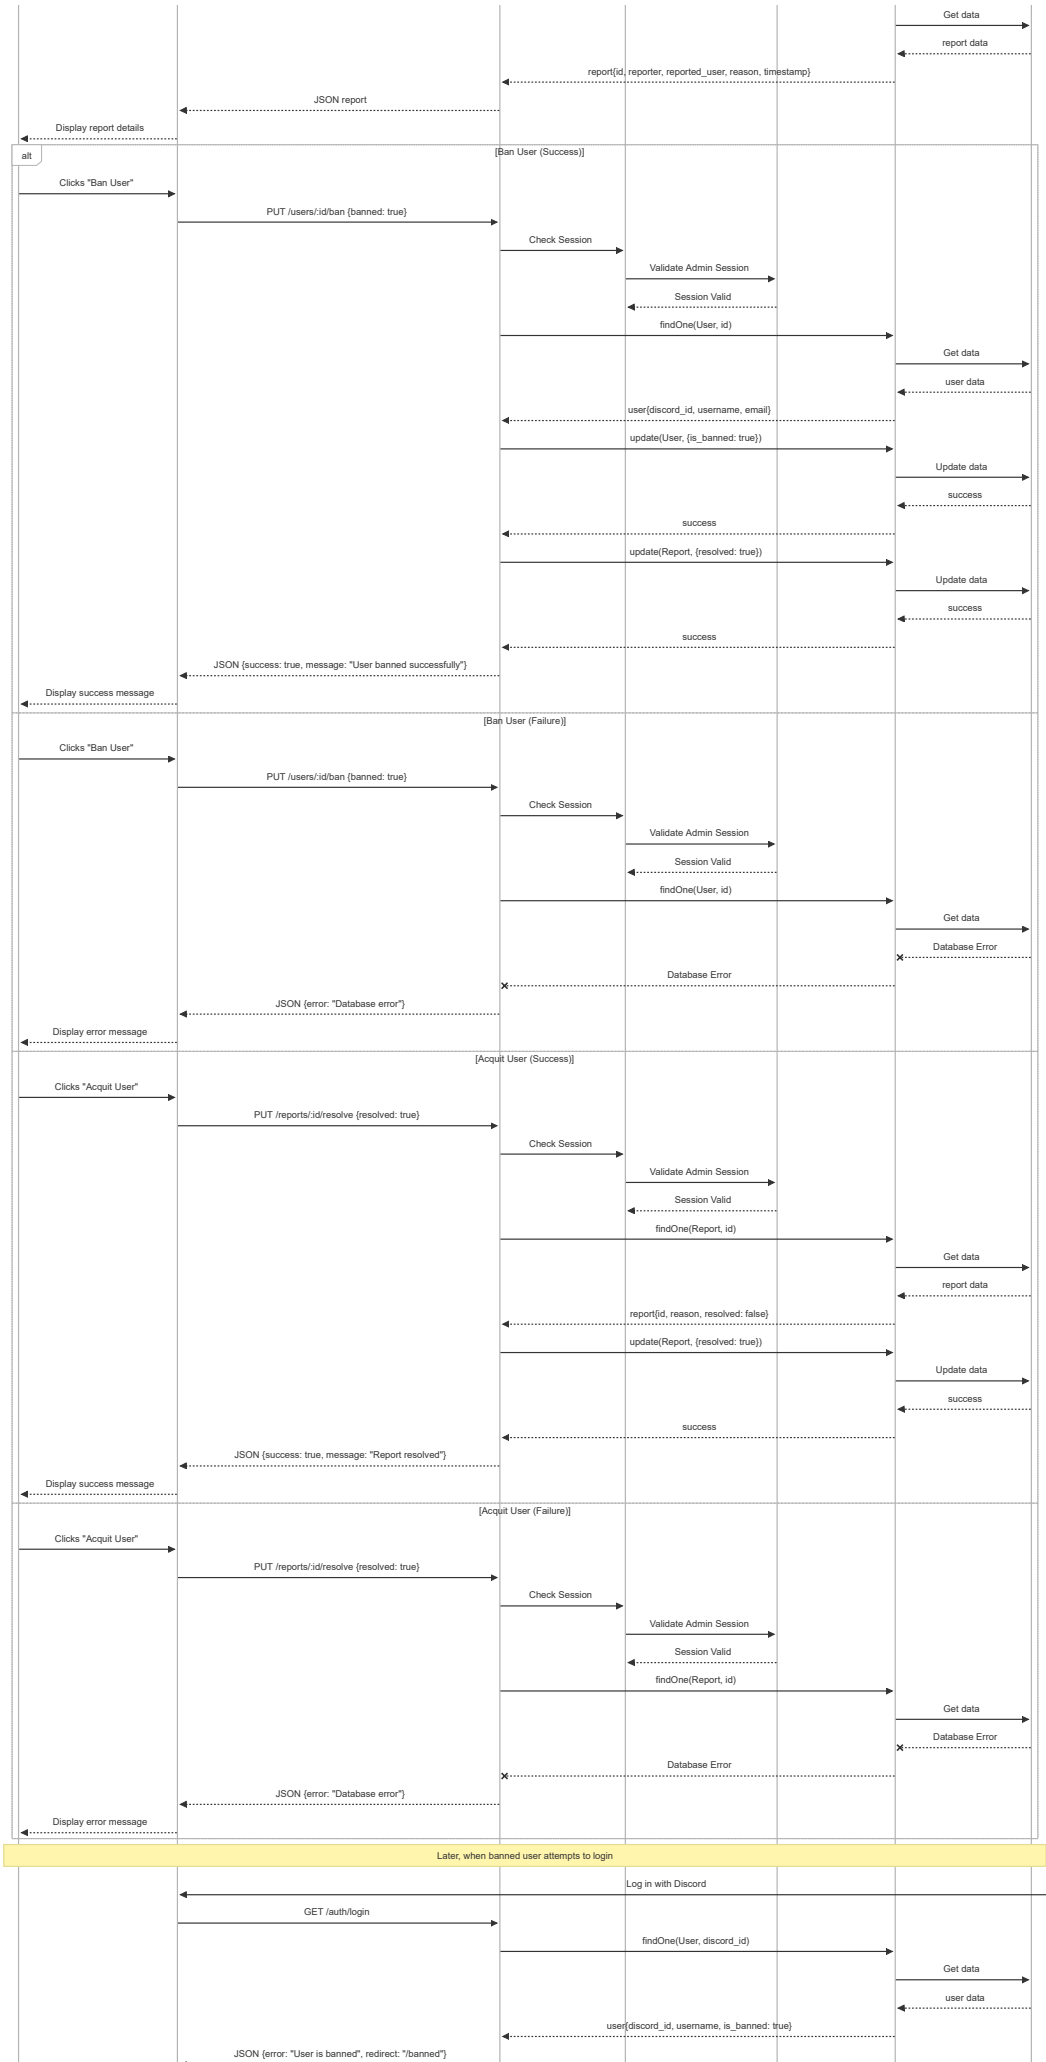 Get data
report data
report{id, reporter, reported_user, reason, timestamp}
JSON report
Display report details
alt
[Ban User (Success)]
Clicks "Ban User"
PUT /users/:id/ban {banned: true}
Check Session
Validate Admin Session
Session Valid
findOne(User, id)
Get data
user data
user{discord_id, username, email}
update(User, {is_banned: true})
Update data
success
success
update(Report, {resolved: true})
Update data
success
success
JSON {success: true, message: "User banned successfully"}
Display success message
[Ban User (Failure)]
Clicks "Ban User"
PUT /users/:id/ban {banned: true}
Check Session
Validate Admin Session
Session Valid
findOne(User, id)
Get data
Database Error
Database Error
JSON {error: "Database error"}
Display error message
[Acquit User (Success)]
Clicks "Acquit User"
PUT /reports/:id/resolve {resolved: true}
Check Session
Validate Admin Session
Session Valid
findOne(Report, id)
Get data
report data
report{id, reason, resolved: false}
update(Report, {resolved: true})
Update data
success
success
JSON {success: true, message: "Report resolved"}
Display success message
[Acquit User (Failure)]
Clicks "Acquit User"
PUT /reports/:id/resolve {resolved: true}
Check Session
Validate Admin Session
Session Valid
findOne(Report, id)
Get data
Database Error
Database Error
JSON {error: "Database error"}
Display error message
Later, when banned user attempts to login
Log in with Discord
GET /auth/login
findOne(User, discord_id)
Get data
user data
user{discord_id, username, is_banned: true}
JSON {error: "User is banned", redirect: "/banned"}